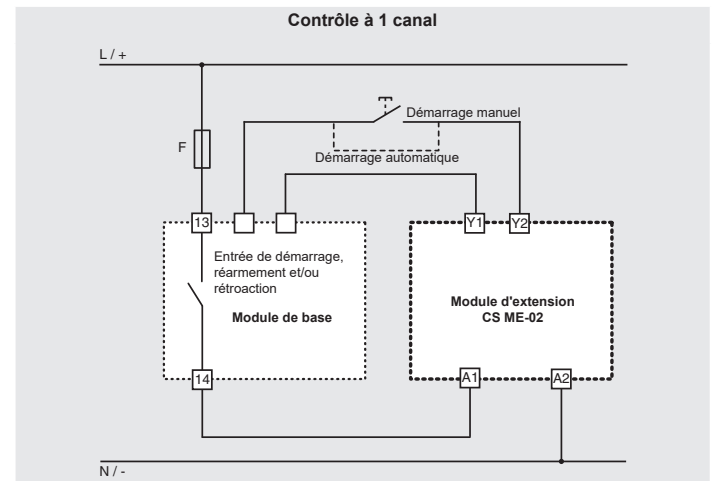 Contrôle à 1 canal
L / +
Démarrage manuel
F
Démarrage automatique
13
Y1
Y2
Entrée de démarrage,
réarmement et/ou
rétroaction
Module de base
Module d'extension
CS ME-02
14
A1
A2
N / -